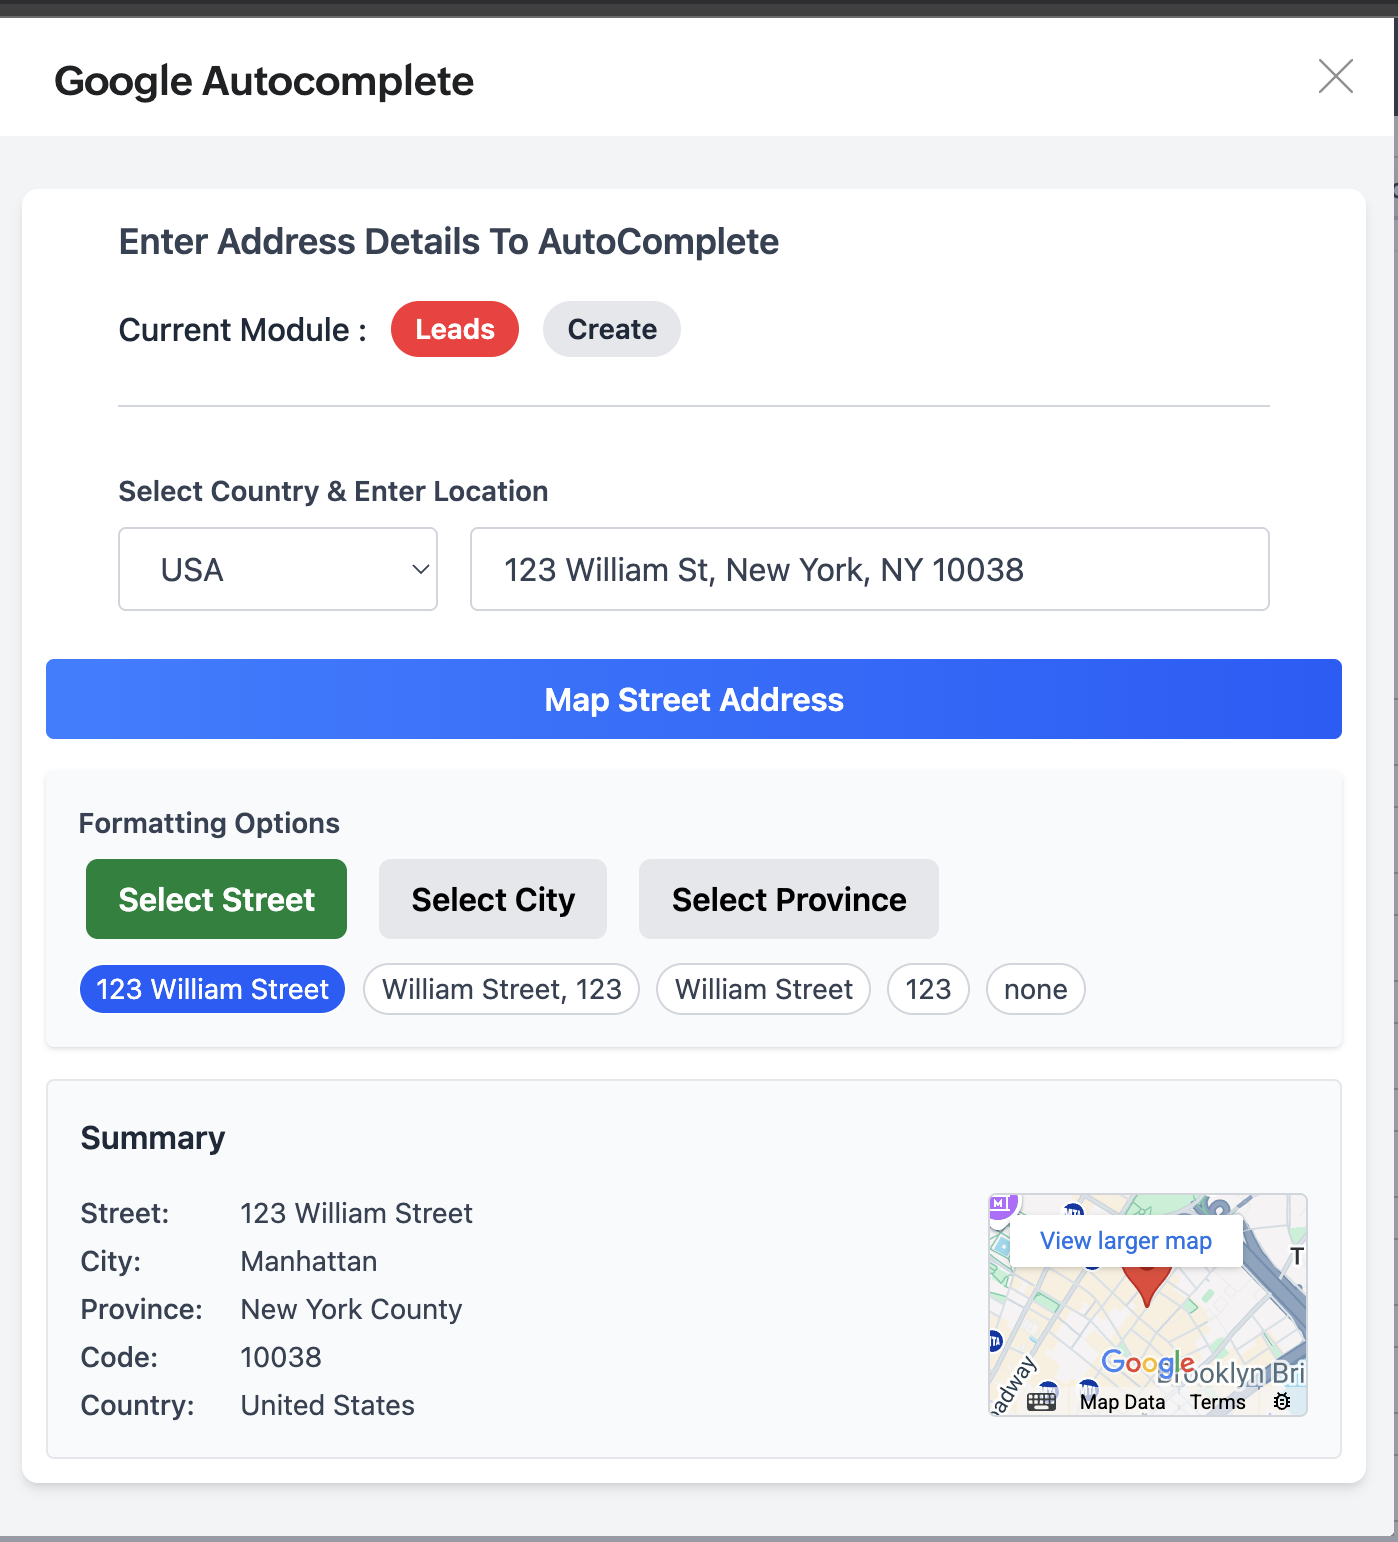 Google Autocomplete
Enter Address Details To AutoComplete
Current Module : Leads Create
Select Country & Enter Location
USA 123 William St, New York, NY 10038
Map Street Address
Formatting Options
Select Street Select City Select Province
123 William Street William Street, 123 William Street 123 none
Summary
Street: 123 William Street
City: Manhattan
Province: New York County
Code: 10038
Country: United States
View larger map
T
Google
Brooklyn Bri
adway
Map Data Terms